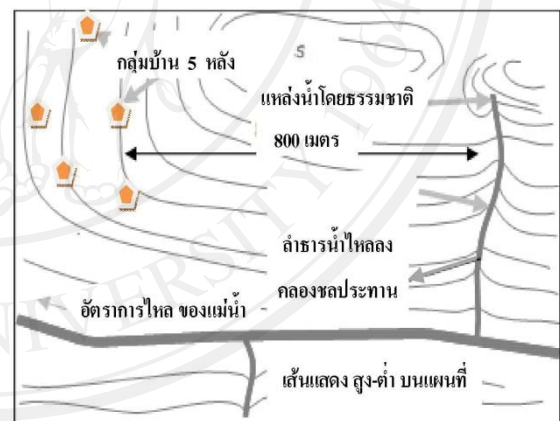 กลุ่มบ้าน 5 หลัง
แหล่งน้ำโดยธรรมชาติ
800 เมตร
ลำธารน้ำไหลลง
คลองชลประทาน
อัตราการไหล ของแม่น้ำ
เส้นแสดง สูง-ต่ำ บนแผนที่